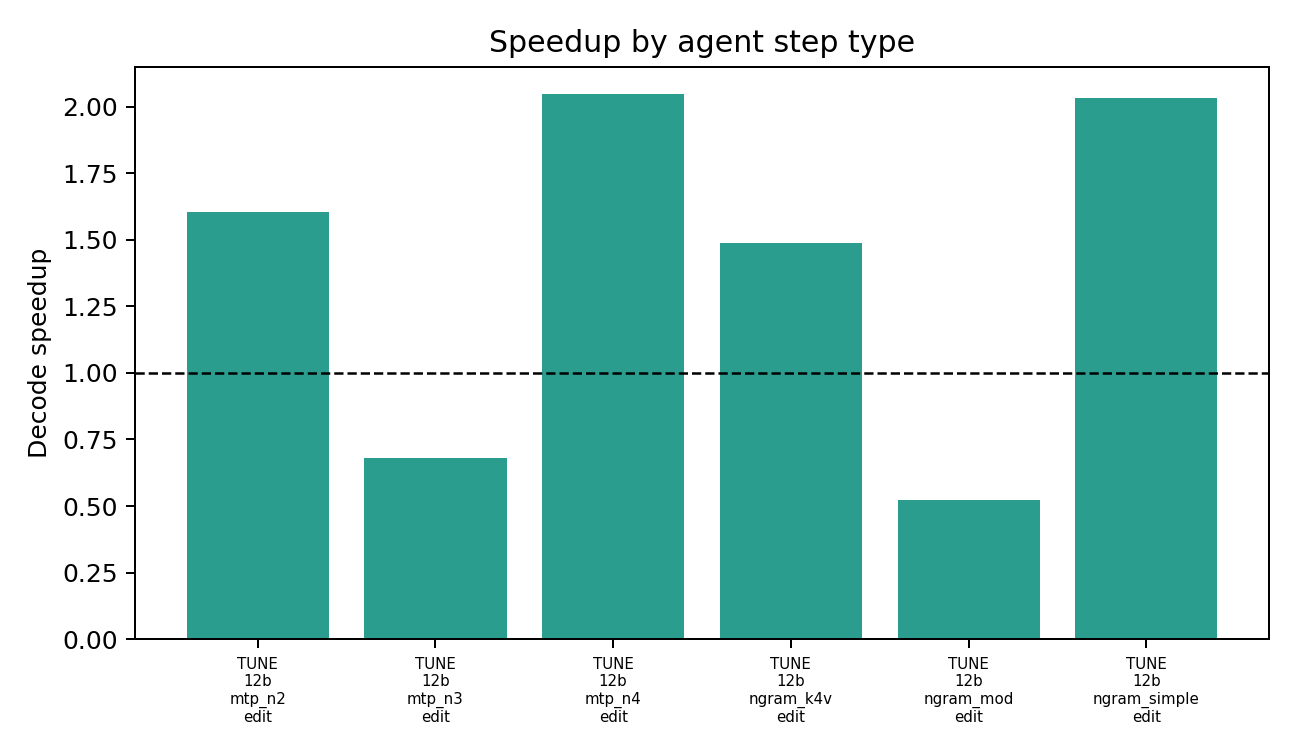 Speedup by agent step type
Decode speedup
2.00
1.75
1.50
1.25
1.00
0.75
0.50
0.25
0.00
TUNE
12b
mtp_n2
edit
TUNE
12b
mtp_n3
edit
TUNE
12b
mtp_n4
edit
TUNE
12b
ngram_k4v
edit
TUNE
12b
ngram_mod
edit
TUNE
12b
ngram_simple
edit